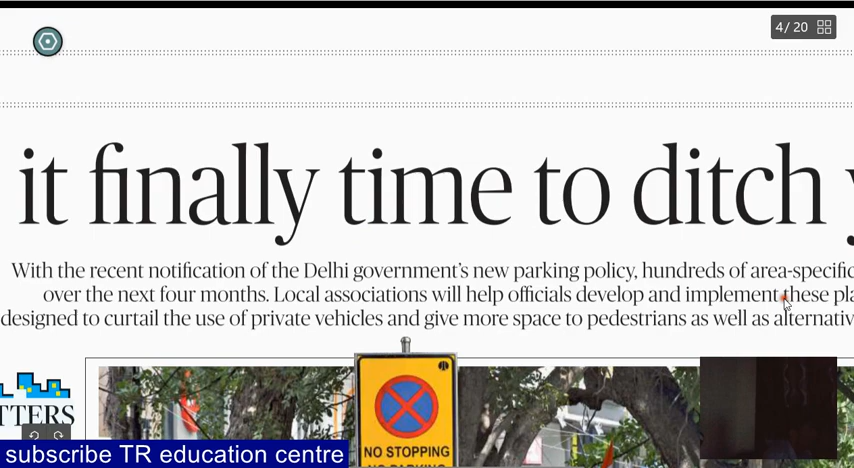 4/ 20
it finally time to ditch
With the recent notification of the Delhi government's new parking policy, hundreds of area-specific
over the next four months. Local associations will help officials develop and implement these pla
designed to curtail the use of private vehicles and give more space to pedestrians as well as alternativ
TTERS
NO STOPPING
NO PARKING
subscribe TR education centre